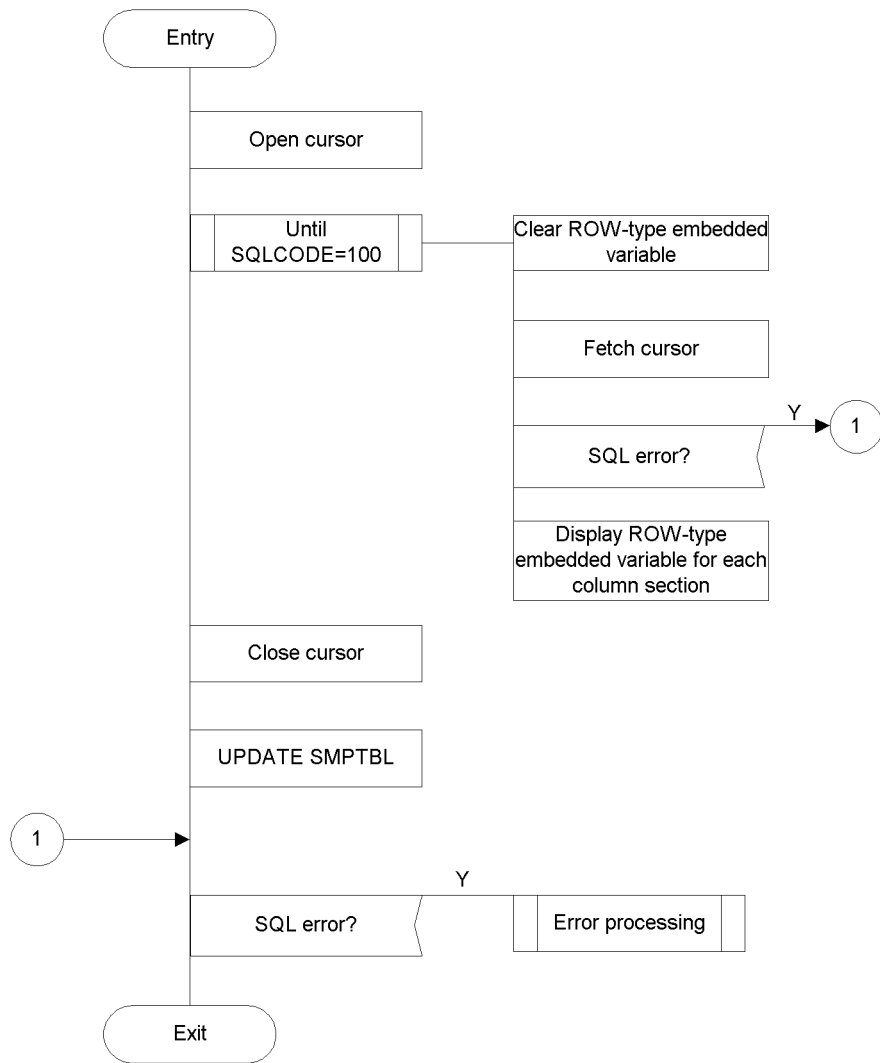 Entry
Open cursor
Until
SQLCODE=100
Clear ROW-type embedded
variable
Fetch cursor
Y
1
SQL error?
Display ROW-type
embedded variable for each
column section
Close cursor
UPDATE SMPTBL
1
Y
SQL error?
Error processing
Exit